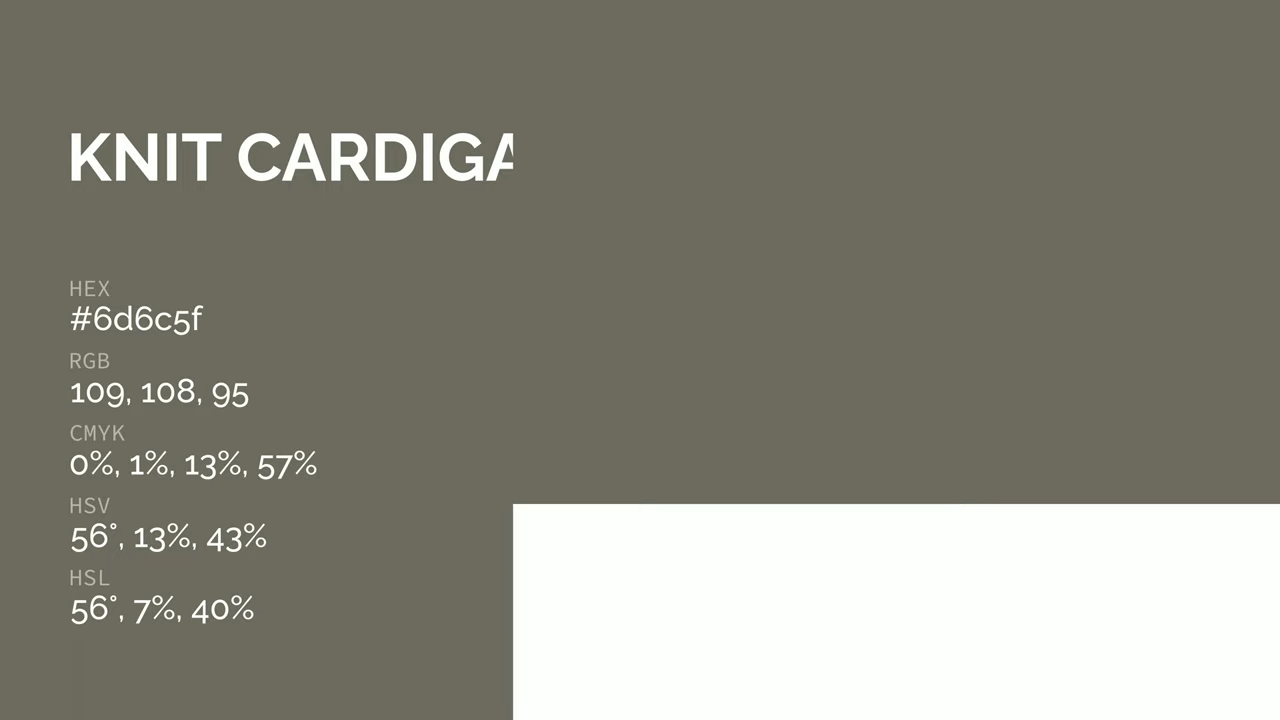 KNIT CARDIGA
HEX
#6d6c5f
RGB
109, 108, 95
CMYK
0%, 1%, 13%, 57%
HSV
56°, 13%, 43%
HSL
56°, 7%, 40%